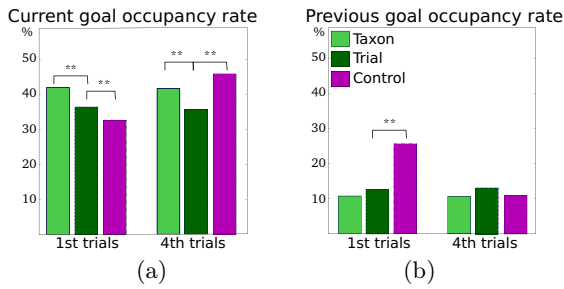 Current goal occupancy rate
%
50
40
30
20
10
** ** ** **
1st trials 4th trials
(a)
Previous goal occupancy rate
%
50
40
30
20
10
Taxon
Trial
Control
**
1st trials 4th trials
(b)